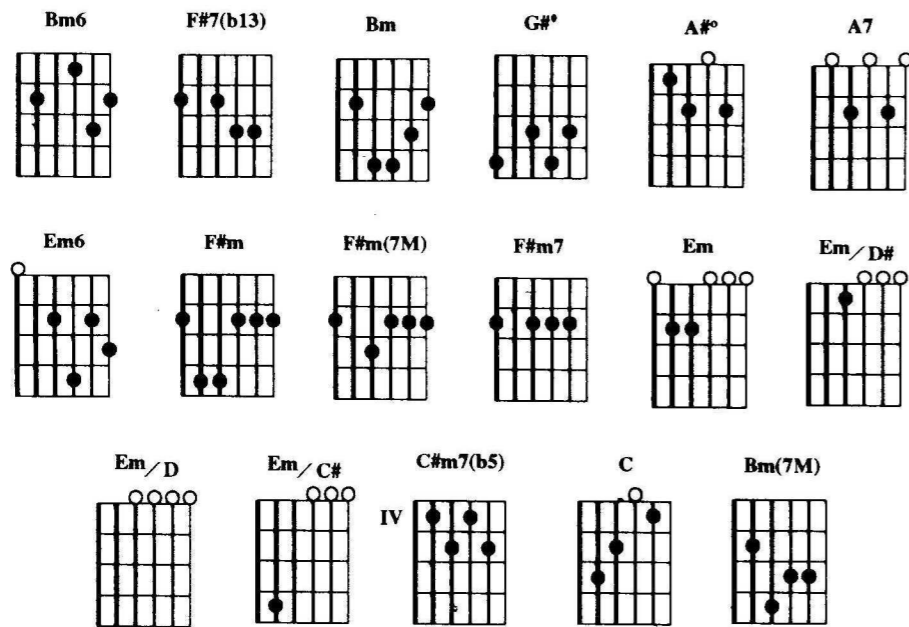 Bm6 F#7(b13) Bm G#° A#° A7
Em6 F#m F#m(7M) F#m7 Em Em/D#
Em/D Em/C# C#m7(b5) C Bm(7M)
IV